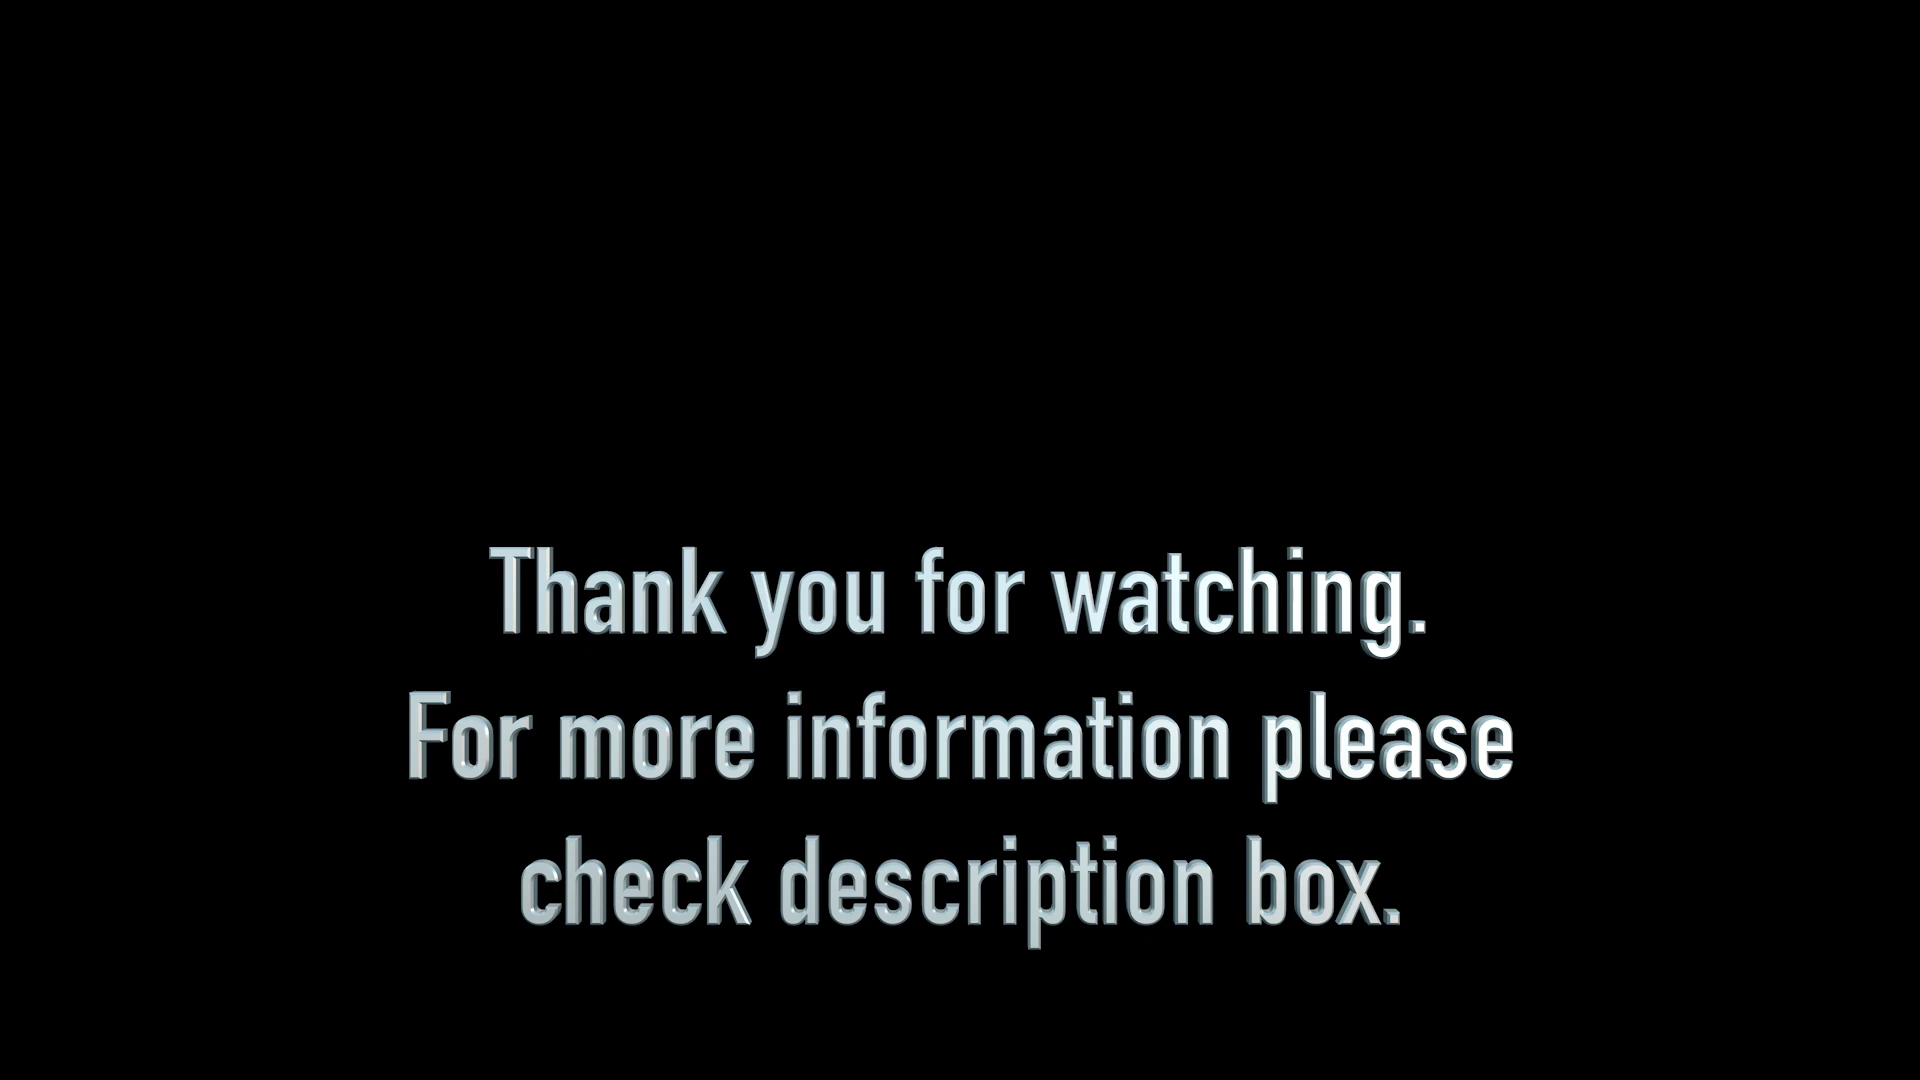 Thank you for watching.
For more information please
check description box.